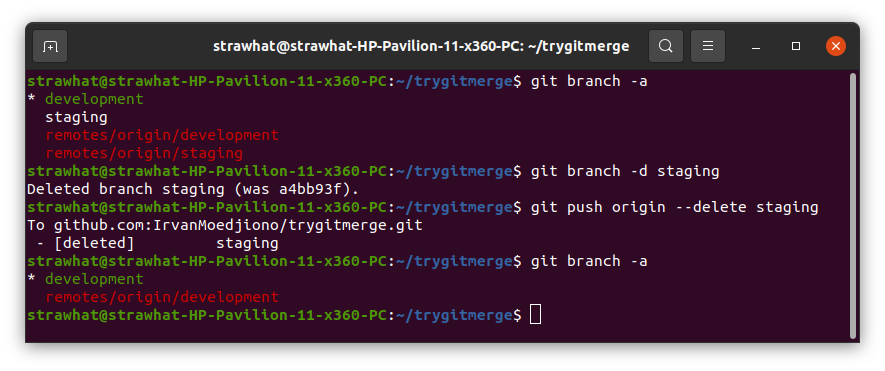 strawhat@strawhat-HP-Pavilion-11-x360-PC: ~/trygitmerge
strawhat@strawhat-HP-Pavilion-11-x360-PC:~/trygitmerge$ git branch -a
* development
  staging
  remotes/origin/development
  remotes/origin/staging
strawhat@strawhat-HP-Pavilion-11-x360-PC:~/trygitmerge$ git branch -d staging
Deleted branch staging (was a4bb93f).
strawhat@strawhat-HP-Pavilion-11-x360-PC:~/trygitmerge$ git push origin --delete staging
To github.com:IrvanMoedjiono/trygitmerge.git
 - [deleted]         staging
strawhat@strawhat-HP-Pavilion-11-x360-PC:~/trygitmerge$ git branch -a
* development
  remotes/origin/development
strawhat@strawhat-HP-Pavilion-11-x360-PC:~/trygitmerge$